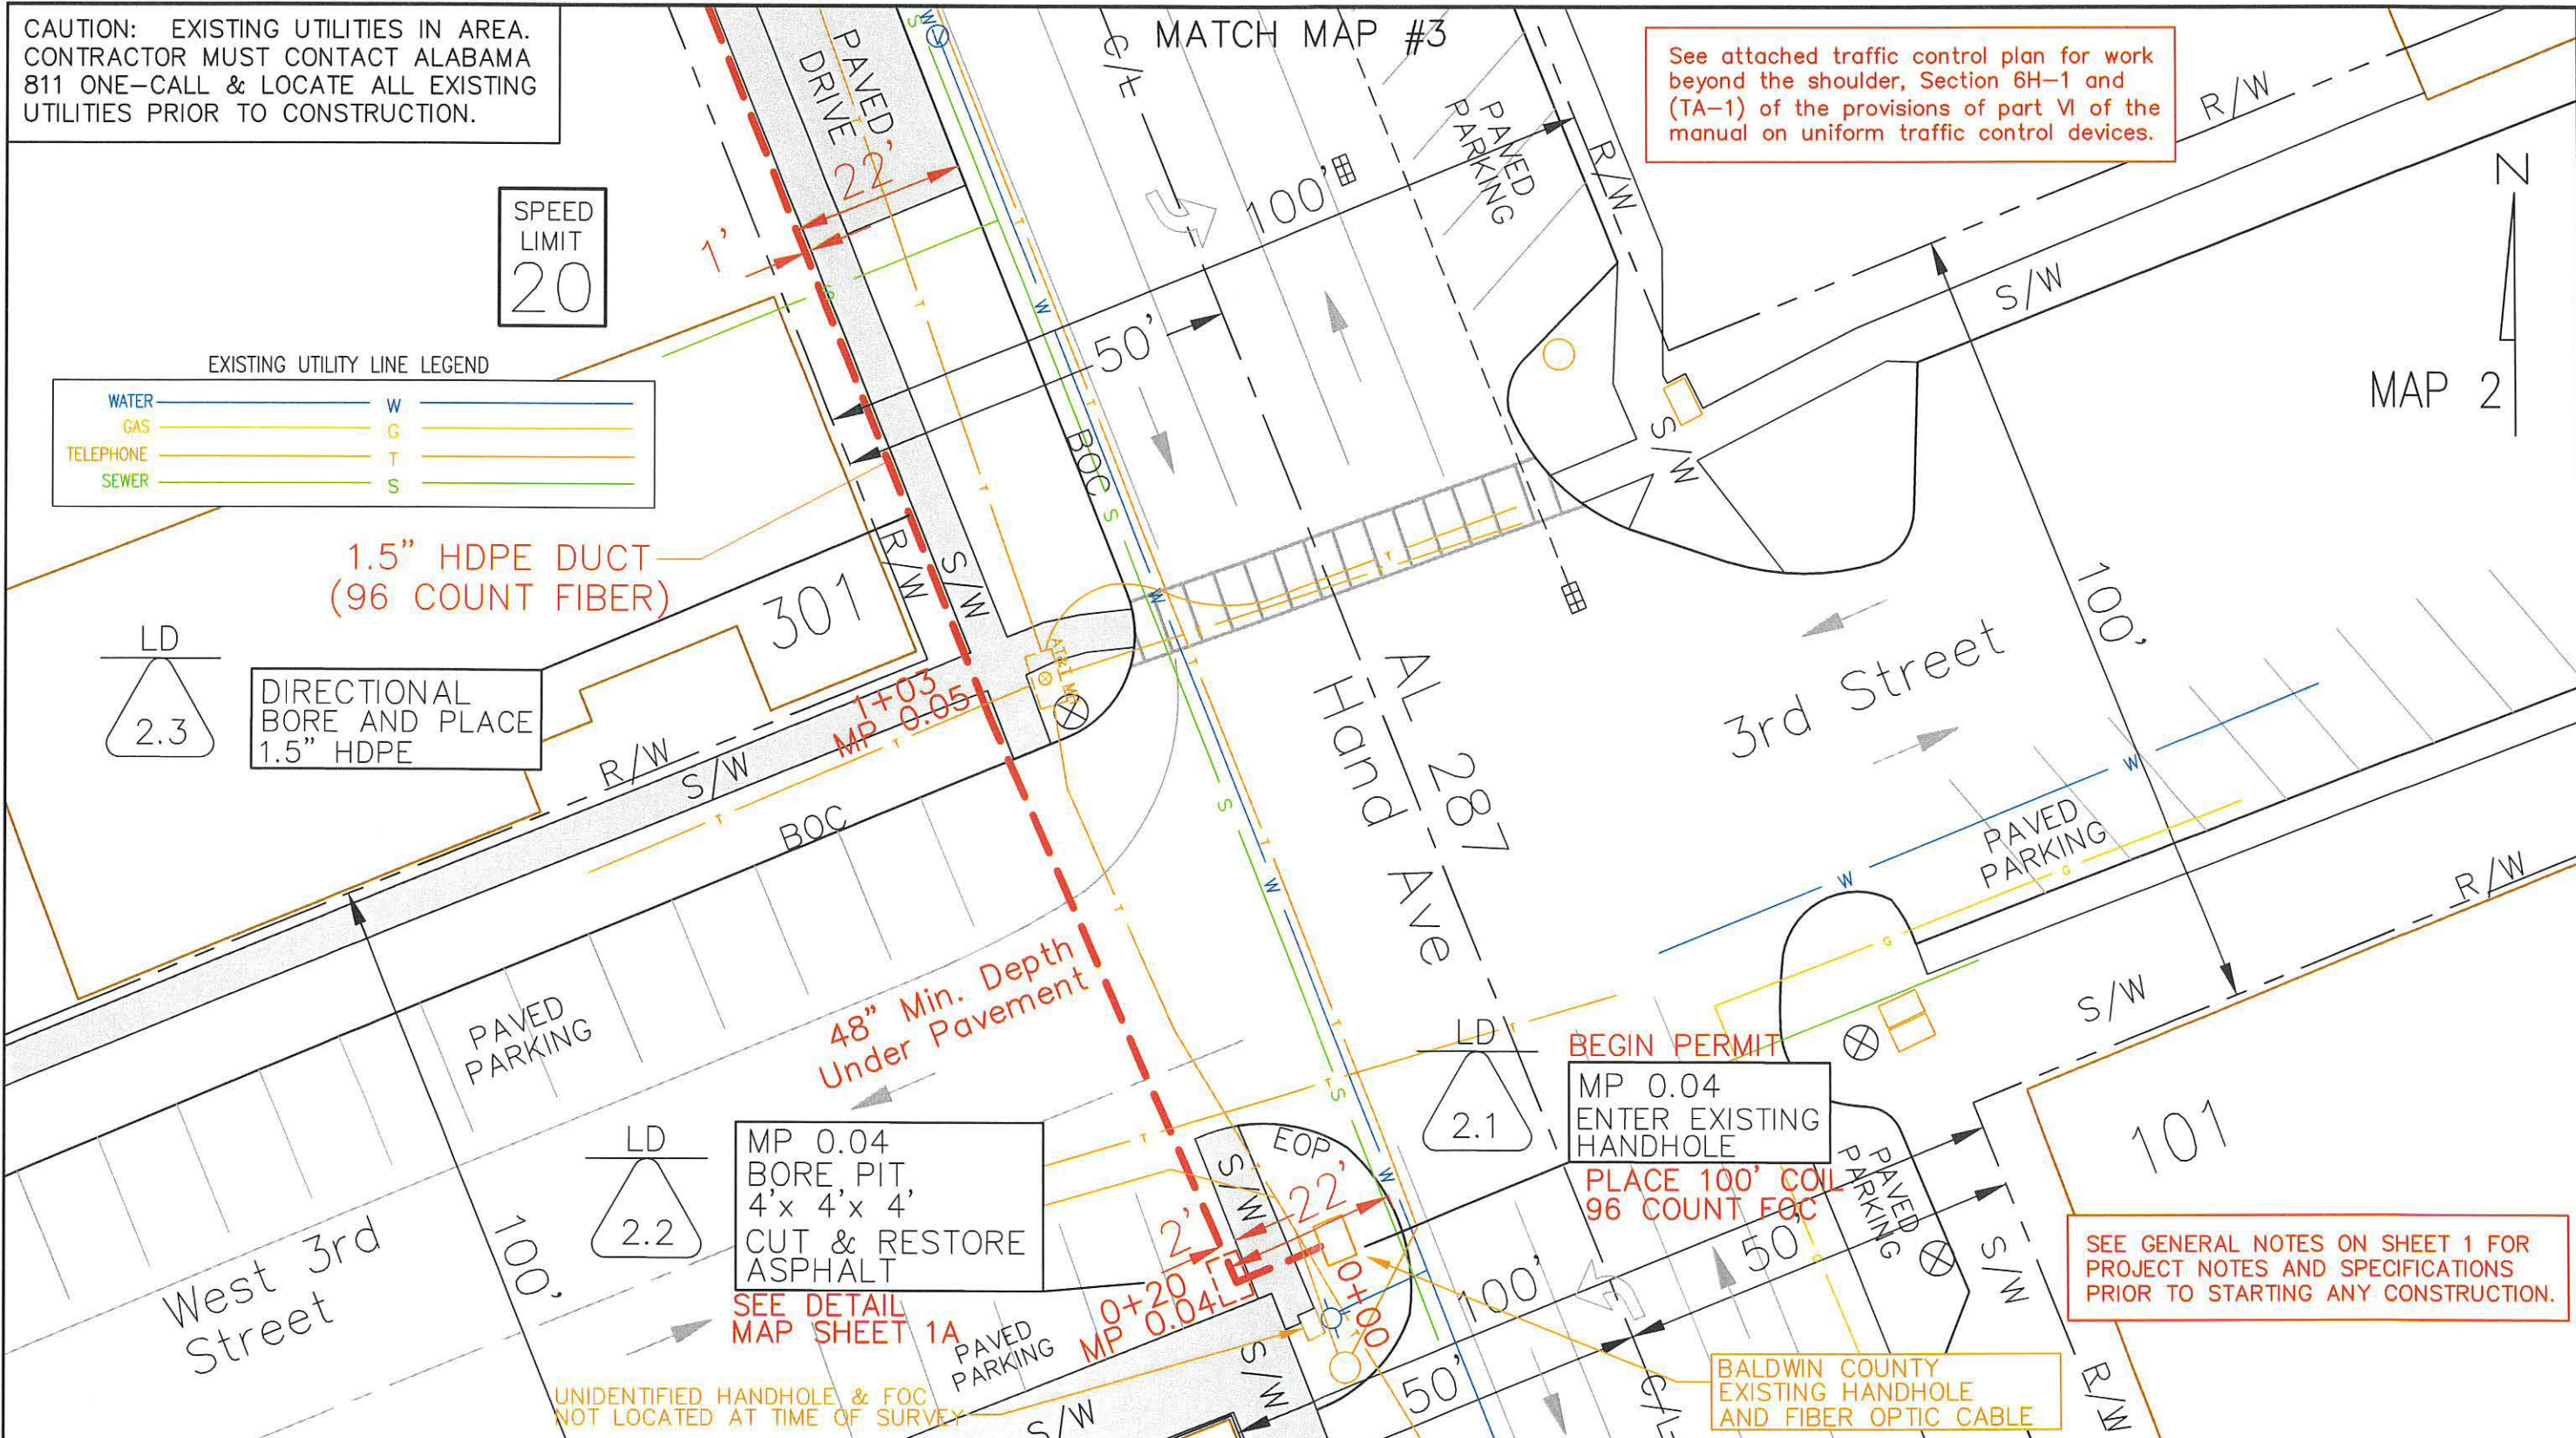 CAUTION: EXISTING UTILITIES IN AREA.
CONTRACTOR MUST CONTACT ALABAMA
811 ONE-CALL & LOCATE ALL EXISTING
UTILITIES PRIOR TO CONSTRUCTION.
MATCH MAP #3
See attached traffic control plan for work
beyond the shoulder, Section 6H-1 and
(TA-1) of the provisions of part VI of the
manual on uniform traffic control devices.
PAVED
DRIVE
S
W
T
C/L
PAVED
PARKING
R/W
R/W
N
MAP 2
SPEED
LIMIT
20
22'
1'
100'
50'
S/W
S
W
T
T
EXISTING UTILITY LINE LEGEND
WATER W
GAS G
TELEPHONE T
SEWER S
BOC
S
T
S/W
1.5" HDPE DUCT
(96 COUNT FIBER)
R/W
S/W
301
W
T
T
AT&T MH
LD
2.3
DIRECTIONAL
BORE AND PLACE
1.5" HDPE
1+03
MP 0.05
R/W
S/W
T
T
BOC
AL 287
Hand Ave
3rd Street
100'
S
T
W
T
W
W
PAVED
PARKING
G
G
R/W
S/W
PAVED
PARKING
48" Min. Depth
Under Pavement
LD
2.1
BEGIN PERMIT
MP 0.04
ENTER EXISTING
HANDHOLE
PLACE 100' COIL
96 COUNT FOC
T
T
S
T
W
LD
2.2
MP 0.04
BORE PIT
4'x 4'x 4'
CUT & RESTORE
ASPHALT
SEE DETAIL
MAP SHEET 1A
EOP
S/W
22'
2'
0+20
MP 0.04
0+00
100'
50'
50'
PAVED
PARKING
G
101
S/W
R/W
SEE GENERAL NOTES ON SHEET 1 FOR
PROJECT NOTES AND SPECIFICATIONS
PRIOR TO STARTING ANY CONSTRUCTION.
West 3rd
Street
100'
PAVED
PARKING
UNIDENTIFIED HANDHOLE & FOC
NOT LOCATED AT TIME OF SURVEY
S/W
S/W
C/L
BALDWIN COUNTY
EXISTING HANDHOLE
AND FIBER OPTIC CABLE